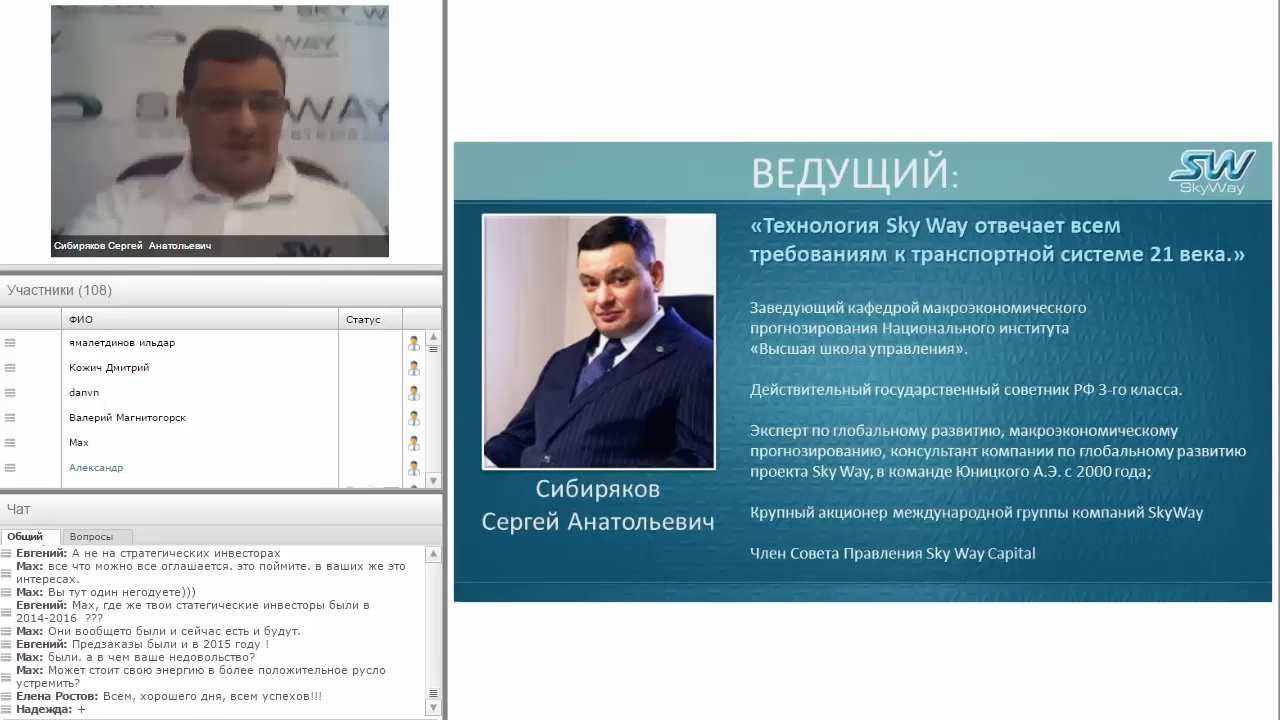 SKYWAY
Сибиряков Сергей Анатольевич
Участники (108)
ФИО
Статус
ямалетдинов ильдар
Кожич Дмитрий
danvn
Валерий Магнитогорск
Max
Александр
Чат
Общий
Вопросы
Евгений: А не на стратегических инвесторах
Max: все что можно все оглашается. это поймите. в ваших же это
интересах.
Max: Вы тут один негодуете)))
Евгений: Мах, где же твои статегические инвесторы были в
2014-2016 ???
Max: Они вообщето были и сейчас есть и будут.
Евгений: Предзаказы были и в 2015 году !
Max: были. а в чем ваше недовольство?
Max: Может стоит свою энергию в более положительное русло
устремить?
Елена Ростов: Всем, хорошего дня, всем успехов!!!
Надежда: +
ВЕДУЩИЙ:
SW
SkyWay
«Технология Sky Way отвечает всем
требованиям к транспортной системе 21 века.»
Заведующий кафедрой макроэкономического
прогнозирования Национального института
«Высшая школа управления».
Действительный государственный советник РФ 3-го класса.
Эксперт по глобальному развитию, макроэкономическому
прогнозированию, консультант компании по глобальному развитию
проекта Sky Way, в команде Юницкого А.Э. с 2000 года;
Крупный акционер международной группы компаний SkyWay
Член Совета Правления Sky Way Capital
Сибиряков
Сергей Анатольевич